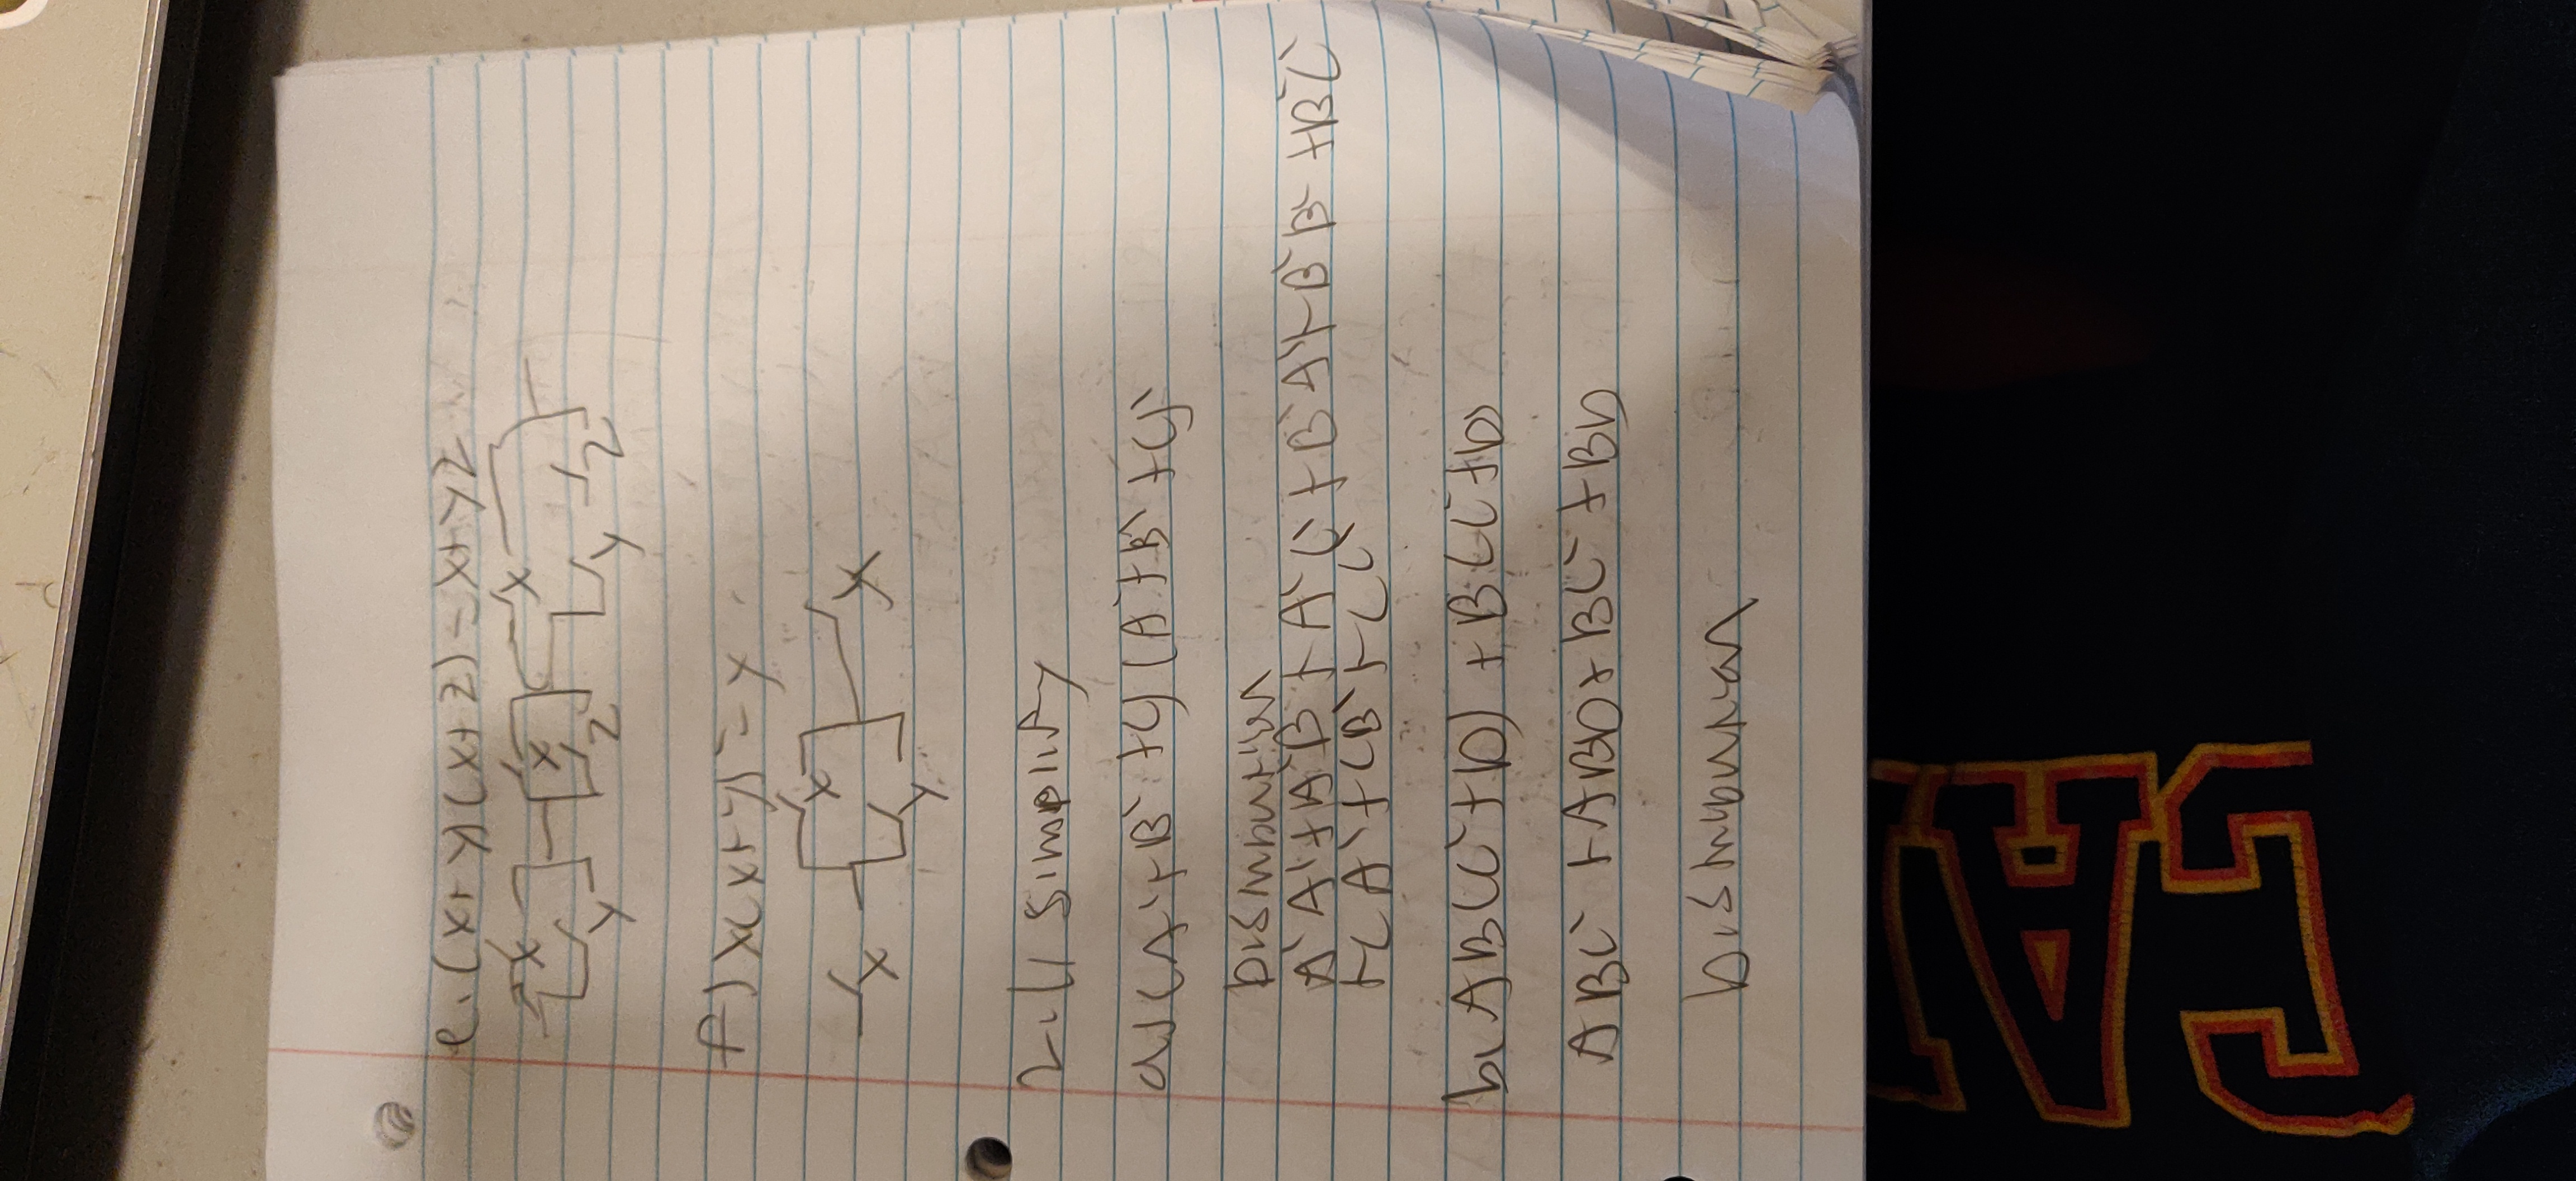 e. (x+y)(x+z) = x+yz
x x x
y z y z
f) x(x+y) = y
x x x
y
2.11 Simplify
a) (A'+B'+C)(A'+B'+C)'
Distribution
A'A'+A'B'+A'C'+B'A'+B'B'+B'C'
+CA'+CB'+CC'
b. AB(C'+D)+B(C'+D)
ABC'+ABD+BC'+BD
Distribution